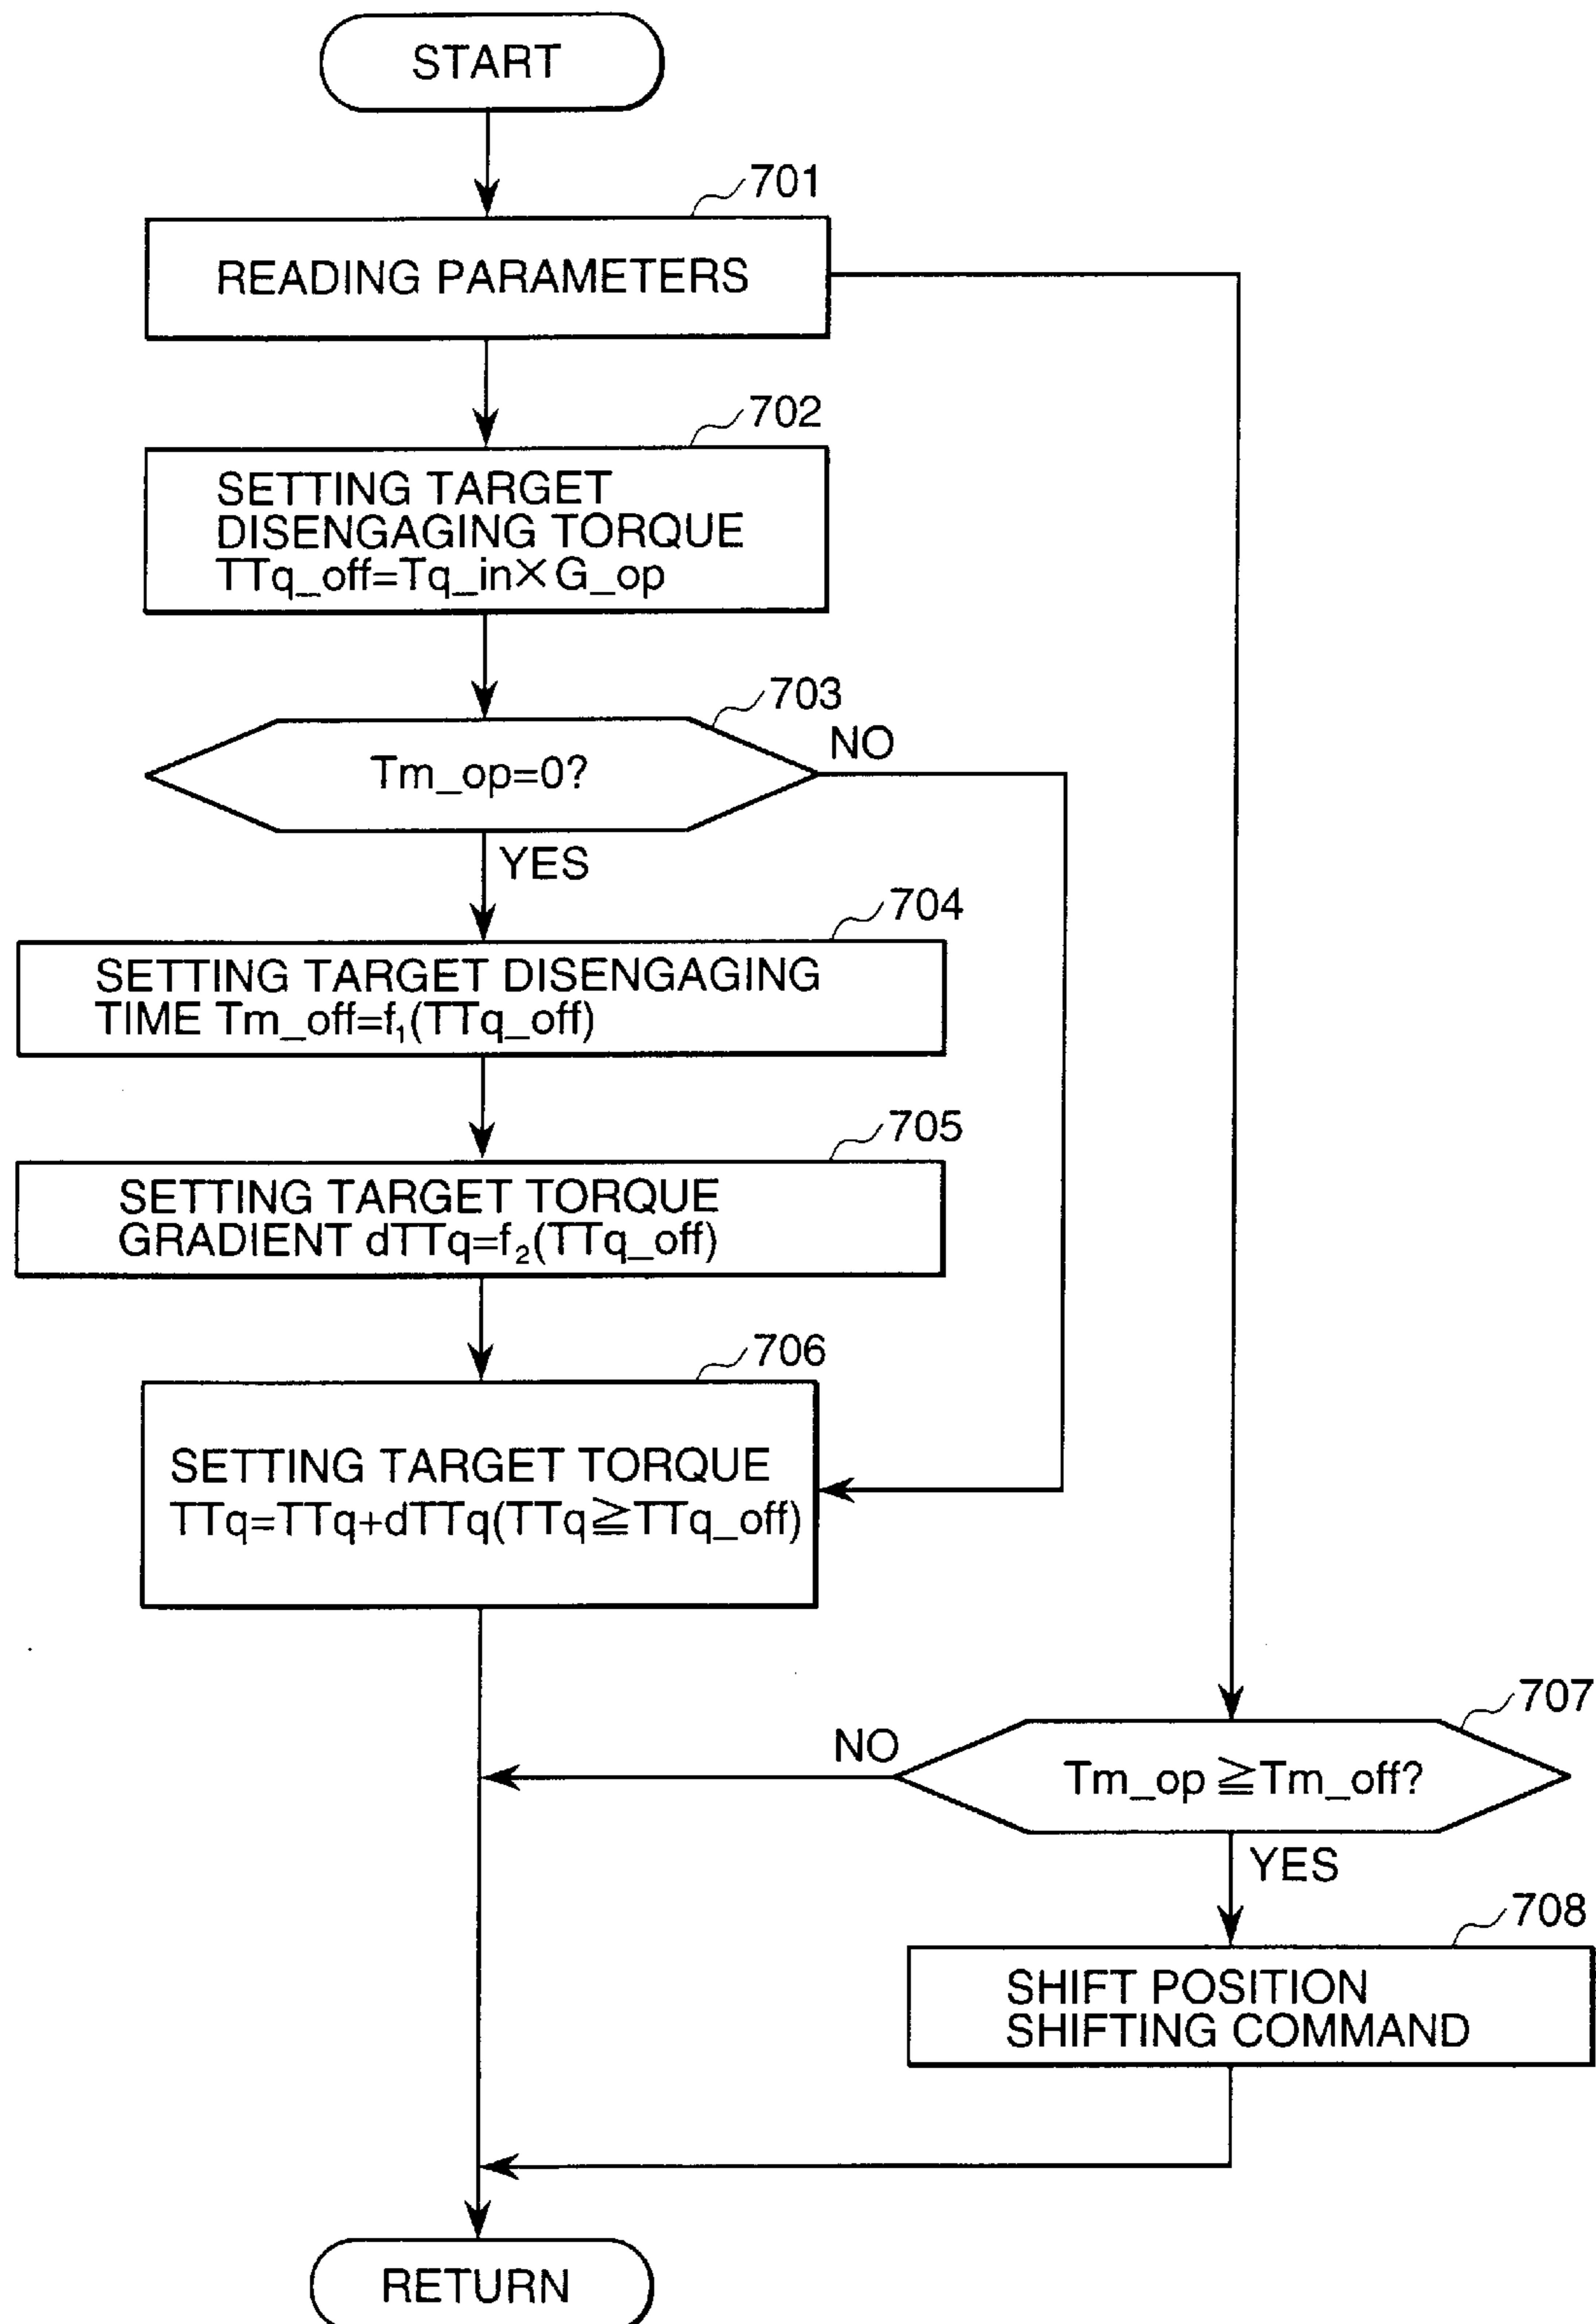 START
701
READING PARAMETERS
702
SETTING TARGET
DISENGAGING TORQUE
TTq_off=Tq_in×G_op
703
Tm_op=0?
NO
YES
704
SETTING TARGET DISENGAGING
TIME Tm_off=f₁(TTq_off)
705
SETTING TARGET TORQUE
GRADIENT dTTq=f₂(TTq_off)
706
SETTING TARGET TORQUE
TTq=TTq+dTTq(TTq≧TTq_off)
707
Tm_op≧Tm_off?
NO
YES
708
SHIFT POSITION
SHIFTING COMMAND
RETURN